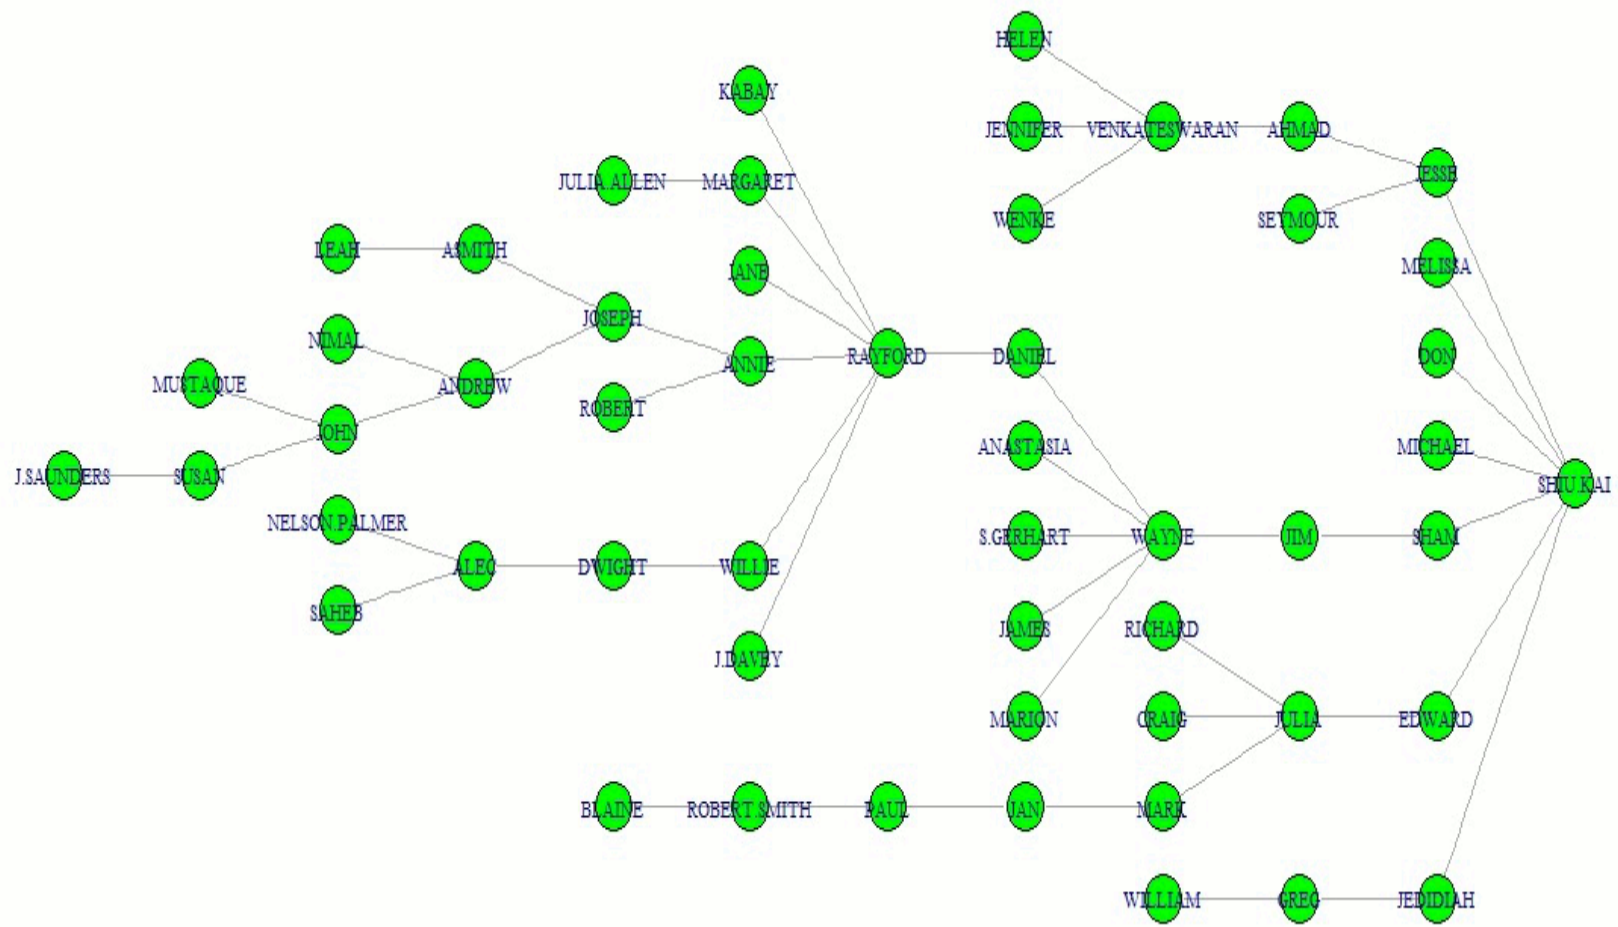 HELEN
KABAY
JENNIFER
VENKATESWARAN
AHMAD
JESSE
JULIA.ALLEN
MARGARET
WENKE
SEYMOUR
LEAH
ASMITH
JANE
MELISSA
JOSEPH
NIMAL
ANNIE
RAYFORD
DANIEL
DON
MUSTAQUE
ANDREW
ROBERT
JOHN
ANASTASIA
MICHAEL
J.SAUNDERS
SUSAN
SHIU.KAI
NELSON.PALMER
S.GERHART
WAYNE
JIM
SHAM
ALEC
DWIGHT
WILLIE
SAHEB
JAMES
RICHARD
J.DAVEY
MARION
CRAIG
JULIA
EDWARD
BLAINE
ROBERT.SMITH
PAUL
JAN
MARK
WILLIAM
GREG
JEDIDIAH